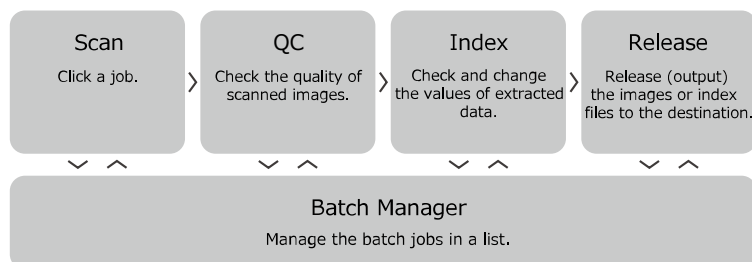 Scan
Click a job.
QC
Check the quality of
scanned images.
Index
Check and change
the values of extracted
data.
Release
Release (output)
the images or index
files to the destination.
Batch Manager
Manage the batch jobs in a list.